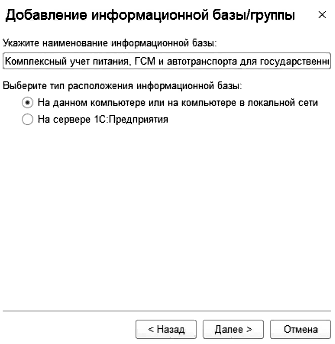 Добавление информационной базы/группы
Укажите наименование информационной базы:
Комплексный учет питания, ГСМ и автотранспорта для государственн
Выберите тип расположения информационной базы:
На данном компьютере или на компьютере в локальной сети
На сервере 1С:Предприятия
< Назад Далее > Отмена